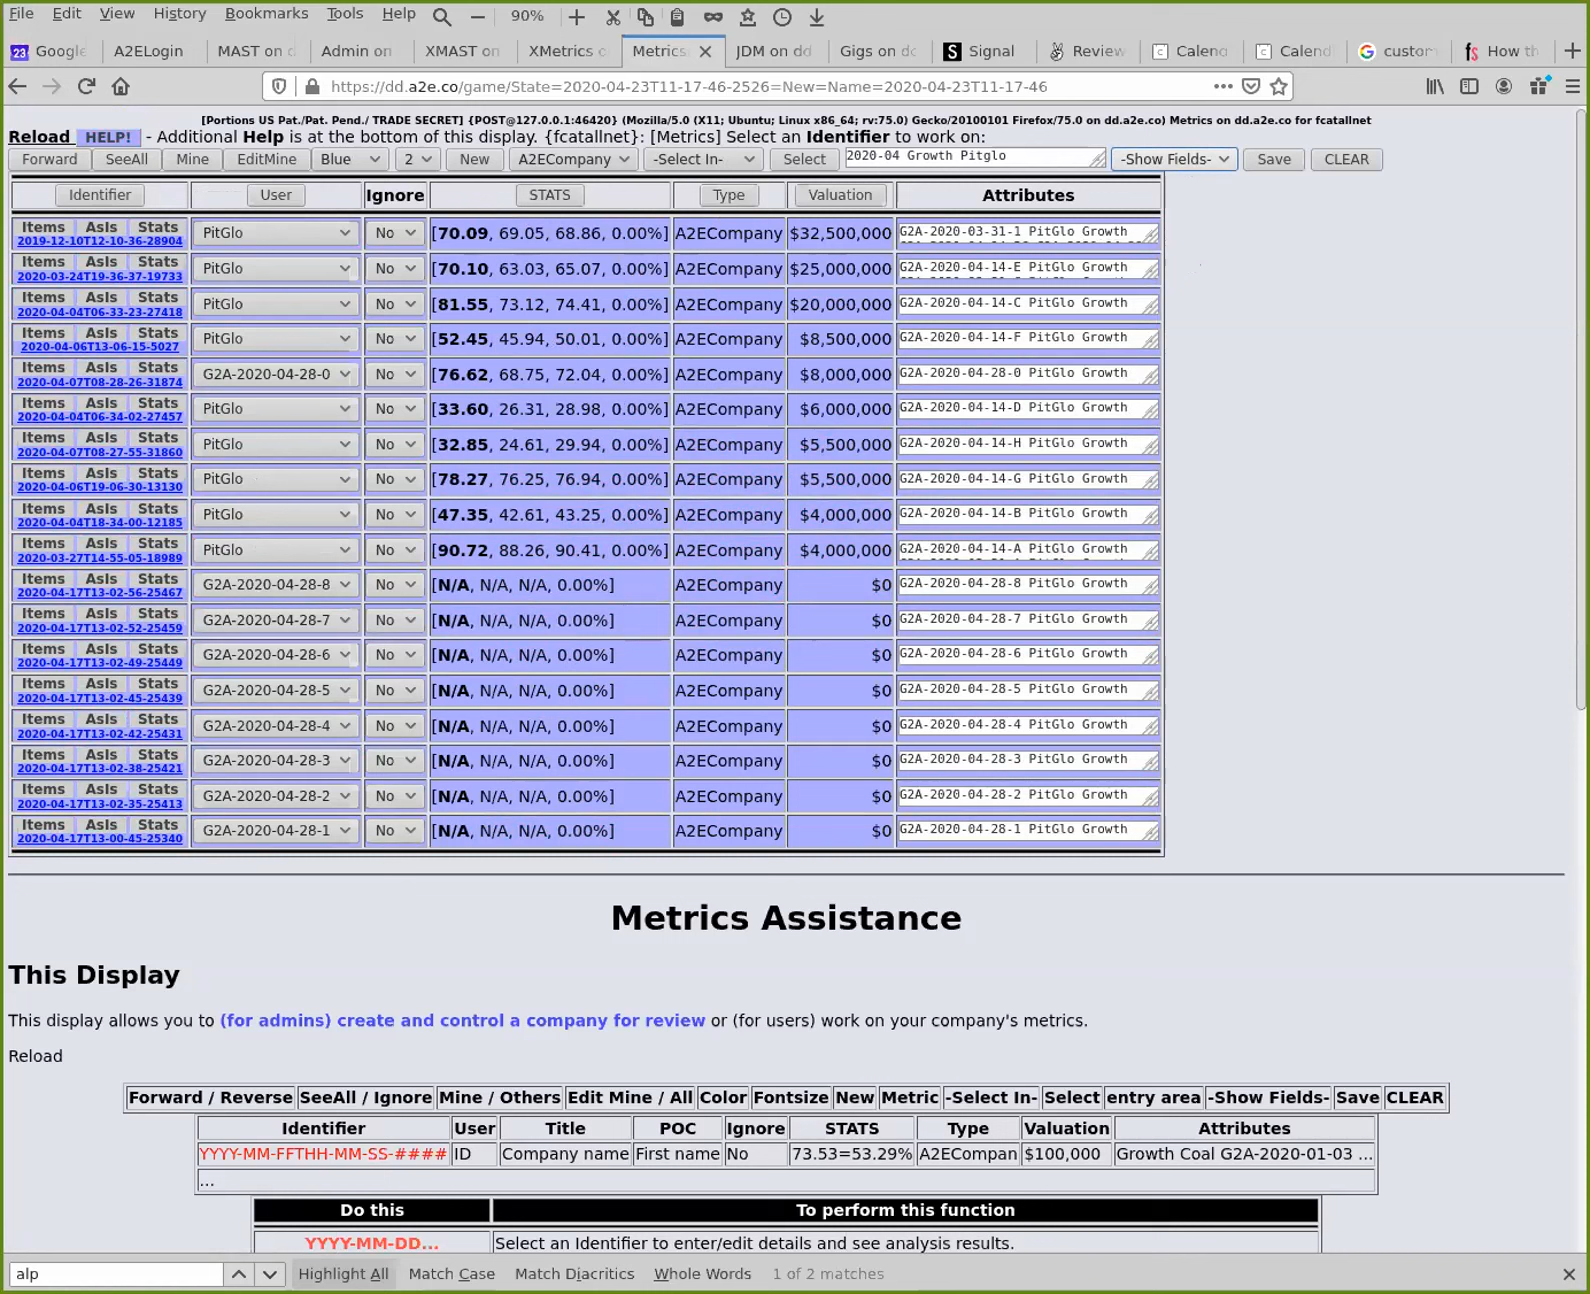 File Edit View History Bookmarks Tools Help 90%
Google A2ELogin MAST on d Admin on XMAST on XMetrics o Metrics JDM on dd Gigs on dd Signal Review Calend Calend custor How th
https://dd.a2e.co/game/State=2020-04-23T11-17-46-2526=New=Name=2020-04-23T11-17-46
[Portions US Pat./Pat. Pend./ TRADE SECRET] {POST@127.0.0.1:46420} (Mozilla/5.0 (X11; Ubuntu; Linux x86_64; rv:75.0) Gecko/20100101 Firefox/75.0 on dd.a2e.co) Metrics on dd.a2e.co for fcatallnet
Reload HELP! - Additional Help is at the bottom of this display. {fcatallnet}: [Metrics] Select an Identifier to work on:
Forward SeeAll Mine EditMine Blue 2 New A2ECompany -Select In- Select 2020-04 Growth Pitglo -Show Fields- Save CLEAR
Identifier User Ignore STATS Type Valuation Attributes
Items AsIs Stats
2019-12-10T12-10-36-28904 PitGlo No [70.09, 69.05, 68.86, 0.00%] A2ECompany $32,500,000 G2A-2020-03-31-1 PitGlo Growth
Items AsIs Stats
2020-03-24T19-36-37-19733 PitGlo No [70.10, 63.03, 65.07, 0.00%] A2ECompany $25,000,000 G2A-2020-04-14-E PitGlo Growth
Items AsIs Stats
2020-04-04T06-33-23-27418 PitGlo No [81.55, 73.12, 74.41, 0.00%] A2ECompany $20,000,000 G2A-2020-04-14-C PitGlo Growth
Items AsIs Stats
2020-04-06T13-06-15-5027 PitGlo No [52.45, 45.94, 50.01, 0.00%] A2ECompany $8,500,000 G2A-2020-04-14-F PitGlo Growth
Items AsIs Stats
2020-04-07T08-28-26-31874 G2A-2020-04-28-0 No [76.62, 68.75, 72.04, 0.00%] A2ECompany $8,000,000 G2A-2020-04-28-0 PitGlo Growth
Items AsIs Stats
2020-04-04T06-34-02-27457 PitGlo No [33.60, 26.31, 28.98, 0.00%] A2ECompany $6,000,000 G2A-2020-04-14-D PitGlo Growth
Items AsIs Stats
2020-04-07T08-27-55-31860 PitGlo No [32.85, 24.61, 29.94, 0.00%] A2ECompany $5,500,000 G2A-2020-04-14-H PitGlo Growth
Items AsIs Stats
2020-04-06T19-06-30-13130 PitGlo No [78.27, 76.25, 76.94, 0.00%] A2ECompany $5,500,000 G2A-2020-04-14-G PitGlo Growth
Items AsIs Stats
2020-04-04T18-34-00-12185 PitGlo No [47.35, 42.61, 43.25, 0.00%] A2ECompany $4,000,000 G2A-2020-04-14-B PitGlo Growth
Items AsIs Stats
2020-03-27T14-55-05-18989 PitGlo No [90.72, 88.26, 90.41, 0.00%] A2ECompany $4,000,000 G2A-2020-04-14-A PitGlo Growth
Items AsIs Stats
2020-04-17T13-02-56-25467 G2A-2020-04-28-8 No [N/A, N/A, N/A, 0.00%] A2ECompany $0 G2A-2020-04-28-8 PitGlo Growth
Items AsIs Stats
2020-04-17T13-02-52-25459 G2A-2020-04-28-7 No [N/A, N/A, N/A, 0.00%] A2ECompany $0 G2A-2020-04-28-7 PitGlo Growth
Items AsIs Stats
2020-04-17T13-02-49-25449 G2A-2020-04-28-6 No [N/A, N/A, N/A, 0.00%] A2ECompany $0 G2A-2020-04-28-6 PitGlo Growth
Items AsIs Stats
2020-04-17T13-02-45-25439 G2A-2020-04-28-5 No [N/A, N/A, N/A, 0.00%] A2ECompany $0 G2A-2020-04-28-5 PitGlo Growth
Items AsIs Stats
2020-04-17T13-02-42-25431 G2A-2020-04-28-4 No [N/A, N/A, N/A, 0.00%] A2ECompany $0 G2A-2020-04-28-4 PitGlo Growth
Items AsIs Stats
2020-04-17T13-02-38-25421 G2A-2020-04-28-3 No [N/A, N/A, N/A, 0.00%] A2ECompany $0 G2A-2020-04-28-3 PitGlo Growth
Items AsIs Stats
2020-04-17T13-02-35-25413 G2A-2020-04-28-2 No [N/A, N/A, N/A, 0.00%] A2ECompany $0 G2A-2020-04-28-2 PitGlo Growth
Items AsIs Stats
2020-04-17T13-00-45-25340 G2A-2020-04-28-1 No [N/A, N/A, N/A, 0.00%] A2ECompany $0 G2A-2020-04-28-1 PitGlo Growth
Metrics Assistance
This Display
This display allows you to (for admins) create and control a company for review or (for users) work on your company's metrics.
Reload
Forward / Reverse SeeAll / Ignore Mine / Others Edit Mine / All Color Fontsize New Metric -Select In- Select entry area -Show Fields- Save CLEAR
Identifier User Title POC Ignore STATS Type Valuation Attributes
YYYY-MM-FFTHH-MM-SS-#### ID Company name First name No 73.53=53.29% A2ECompan $100,000 Growth Coal G2A-2020-01-03 ...
...
Do this To perform this function
YYYY-MM-DD... Select an Identifier to enter/edit details and see analysis results.
alp Highlight All Match Case Match Diacritics Whole Words 1 of 2 matches